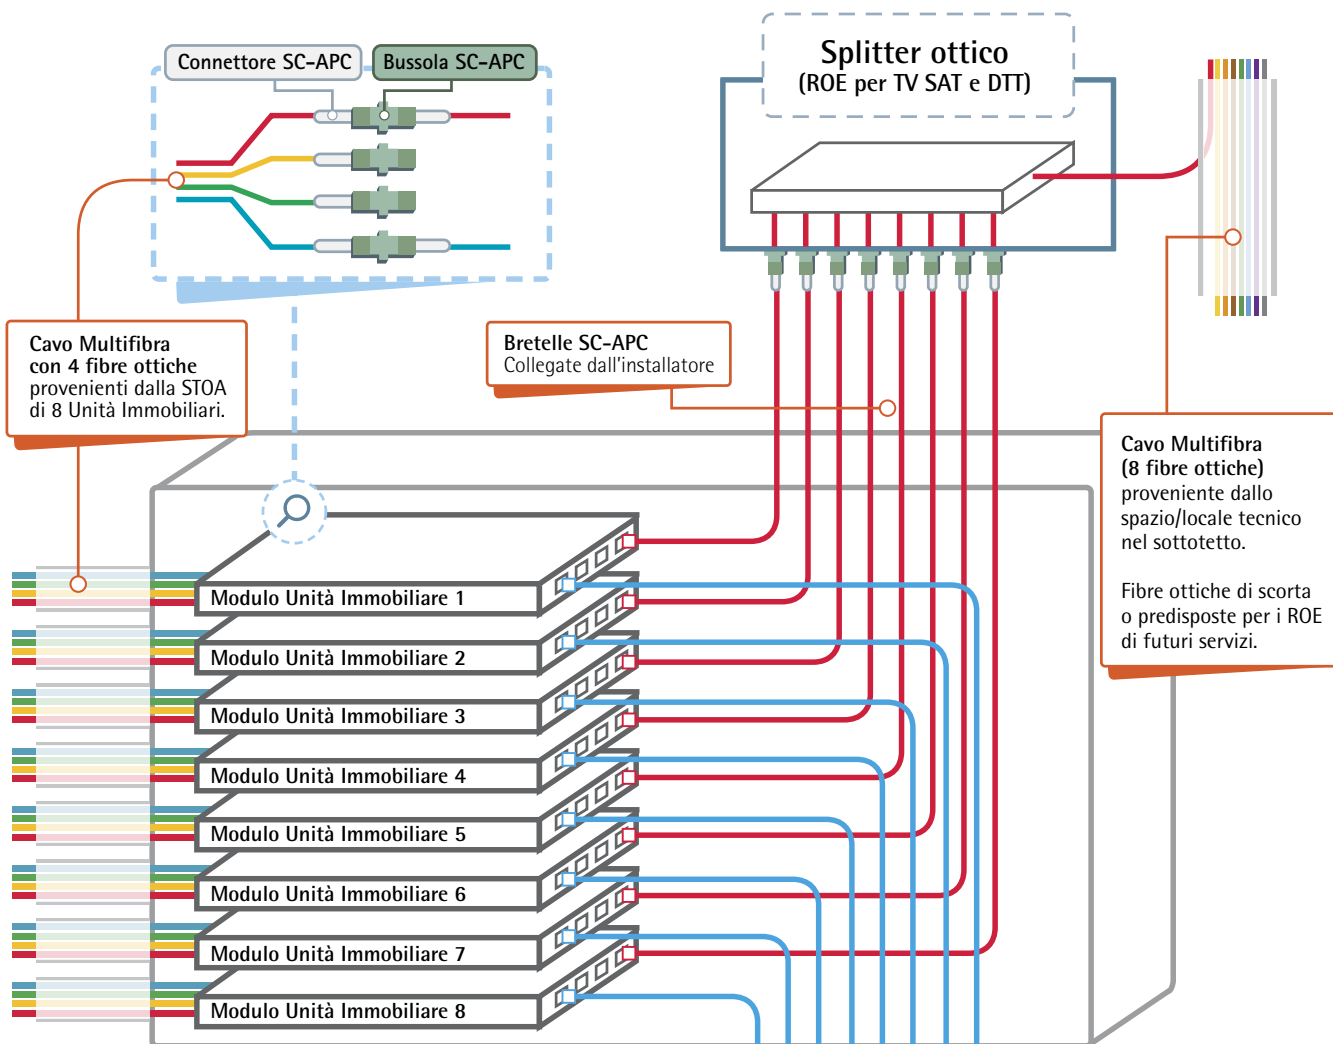 Connettore SC-APC
Bussola SC-APC
Splitter ottico
(ROE per TV SAT e DTT)
Cavo Multifibra
con 4 fibre ottiche
provenienti dalla STOA
di 8 Unità Immobiliari.
Bretelle SC-APC
Collegate dall'installatore
Cavo Multifibra
(8 fibre ottiche)
proveniente dallo
spazio/locale tecnico
nel sottotetto.
Fibre ottiche di scorta
o predisposte per i ROE
di futuri servizi.
Modulo Unità Immobiliare 1
Modulo Unità Immobiliare 2
Modulo Unità Immobiliare 3
Modulo Unità Immobiliare 4
Modulo Unità Immobiliare 5
Modulo Unità Immobiliare 6
Modulo Unità Immobiliare 7
Modulo Unità Immobiliare 8